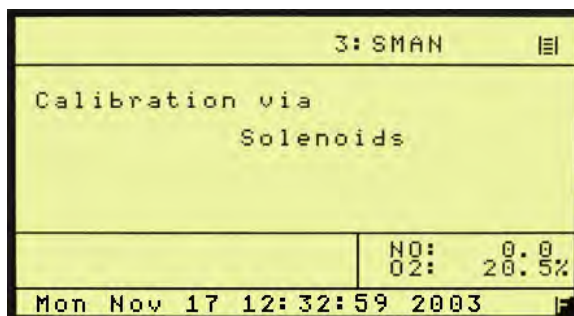 3: SMAN
Calibration via
Solenoids
NO: 0.0
O2: 20.5%
Mon Nov 17 12:32:59 2003